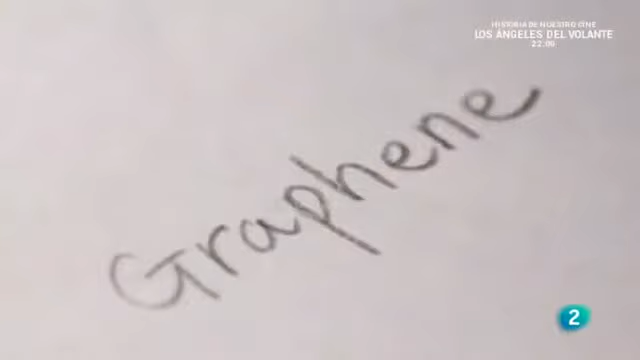 HISTORIA DE NUESTRO CINE
LOS ÁNGELES DEL VOLANTE
22:00
Graphene
2